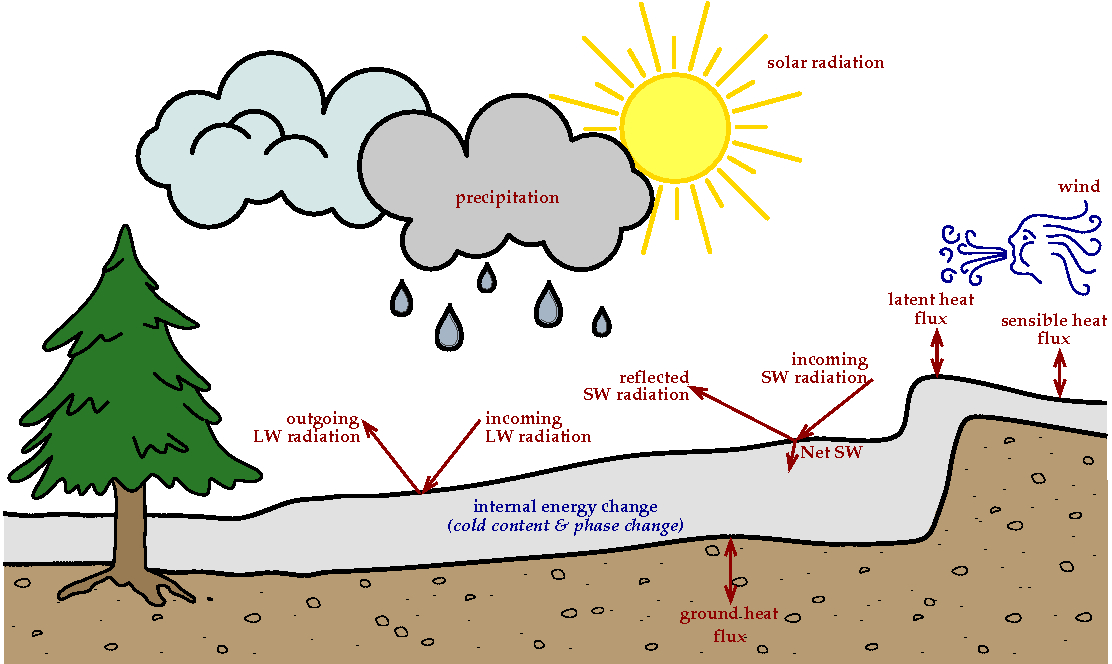 solar radiation
precipitation
wind
latent heat
flux
sensible heat
flux
incoming
SW radiation
reflected
SW radiation
outgoing
LW radiation
incoming
LW radiation
Net SW
internal energy change
(cold content & phase change)
ground heat
flux